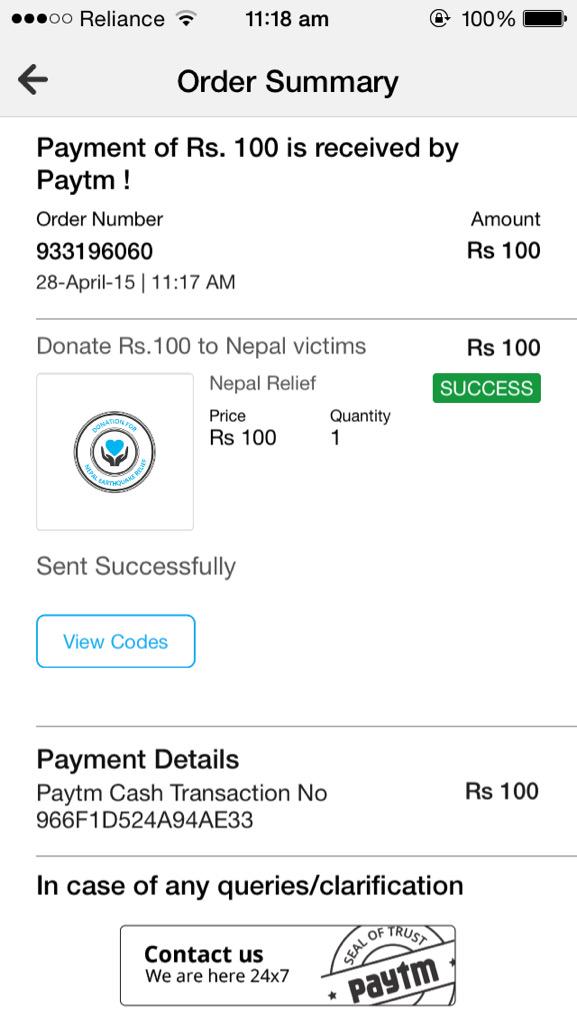 Reliance 11:18 am 100%
Order Summary
Payment of Rs. 100 is received by
Paytm !
Order Number Amount
933196060 Rs 100
28-April-15 | 11:17 AM
Donate Rs.100 to Nepal victims Rs 100
Nepal Relief SUCCESS
Price Quantity
Rs 100 1
DONATION FOR
NEPAL EARTHQUAKE RELIEF
Sent Successfully
View Codes
Payment Details
Paytm Cash Transaction No Rs 100
966F1D524A94AE33
In case of any queries/clarification
Contact us
We are here 24x7
SEAL OF TRUST
paytm